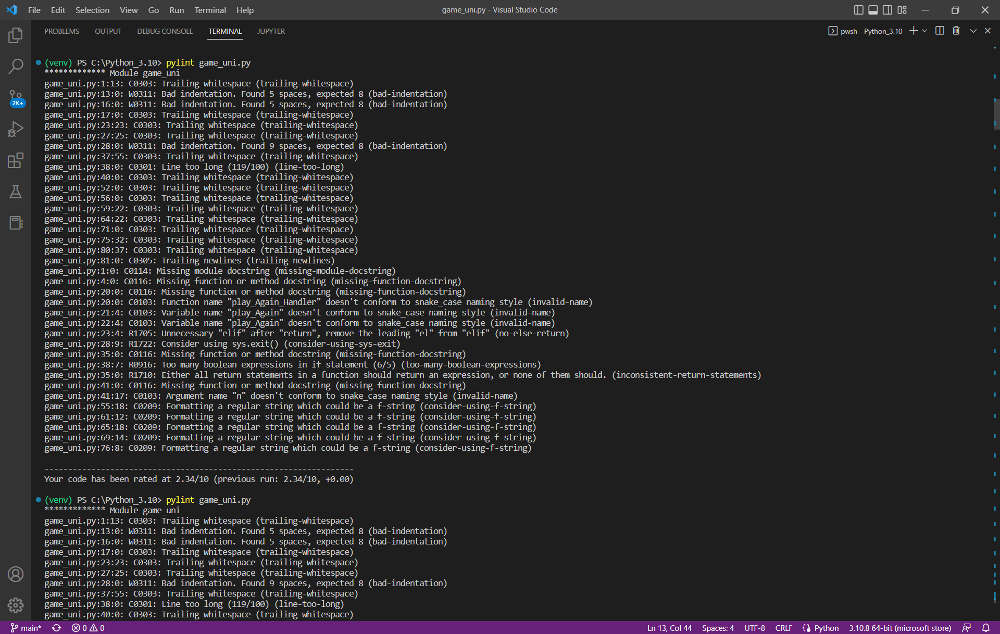 File Edit Selection View Go Run Terminal Help
game_uni.py - Visual Studio Code
PROBLEMS OUTPUT DEBUG CONSOLE TERMINAL JUPYTER
pwsh - Python_3.10
2K+
(venv) PS C:\Python_3.10> pylint game_uni.py
************* Module game_uni
game_uni.py:1:13: C0303: Trailing whitespace (trailing-whitespace)
game_uni.py:13:0: W0311: Bad indentation. Found 5 spaces, expected 8 (bad-indentation)
game_uni.py:16:0: W0311: Bad indentation. Found 5 spaces, expected 8 (bad-indentation)
game_uni.py:17:0: C0303: Trailing whitespace (trailing-whitespace)
game_uni.py:23:23: C0303: Trailing whitespace (trailing-whitespace)
game_uni.py:27:25: C0303: Trailing whitespace (trailing-whitespace)
game_uni.py:28:0: W0311: Bad indentation. Found 9 spaces, expected 8 (bad-indentation)
game_uni.py:37:55: C0303: Trailing whitespace (trailing-whitespace)
game_uni.py:38:0: C0301: Line too long (119/100) (line-too-long)
game_uni.py:40:0: C0303: Trailing whitespace (trailing-whitespace)
game_uni.py:52:0: C0303: Trailing whitespace (trailing-whitespace)
game_uni.py:56:0: C0303: Trailing whitespace (trailing-whitespace)
game_uni.py:59:22: C0303: Trailing whitespace (trailing-whitespace)
game_uni.py:64:22: C0303: Trailing whitespace (trailing-whitespace)
game_uni.py:71:0: C0303: Trailing whitespace (trailing-whitespace)
game_uni.py:75:32: C0303: Trailing whitespace (trailing-whitespace)
game_uni.py:80:37: C0303: Trailing whitespace (trailing-whitespace)
game_uni.py:81:0: C0305: Trailing newlines (trailing-newlines)
game_uni.py:1:0: C0114: Missing module docstring (missing-module-docstring)
game_uni.py:4:0: C0116: Missing function or method docstring (missing-function-docstring)
game_uni.py:20:0: C0116: Missing function or method docstring (missing-function-docstring)
game_uni.py:20:0: C0103: Function name "play_Again_Handler" doesn't conform to snake_case naming style (invalid-name)
game_uni.py:21:4: C0103: Variable name "play_Again" doesn't conform to snake_case naming style (invalid-name)
game_uni.py:22:4: C0103: Variable name "play_Again" doesn't conform to snake_case naming style (invalid-name)
game_uni.py:23:4: R1705: Unnecessary "elif" after "return", remove the leading "el" from "elif" (no-else-return)
game_uni.py:28:9: R1722: Consider using sys.exit() (consider-using-sys-exit)
game_uni.py:35:0: C0116: Missing function or method docstring (missing-function-docstring)
game_uni.py:38:7: R0916: Too many boolean expressions in if statement (6/5) (too-many-boolean-expressions)
game_uni.py:35:0: R1710: Either all return statements in a function should return an expression, or none of them should. (inconsistent-return-statements)
game_uni.py:41:0: C0116: Missing function or method docstring (missing-function-docstring)
game_uni.py:41:17: C0103: Argument name "n" doesn't conform to snake_case naming style (invalid-name)
game_uni.py:55:18: C0209: Formatting a regular string which could be a f-string (consider-using-f-string)
game_uni.py:61:12: C0209: Formatting a regular string which could be a f-string (consider-using-f-string)
game_uni.py:65:18: C0209: Formatting a regular string which could be a f-string (consider-using-f-string)
game_uni.py:69:14: C0209: Formatting a regular string which could be a f-string (consider-using-f-string)
game_uni.py:76:8: C0209: Formatting a regular string which could be a f-string (consider-using-f-string)
------------------------------------------------------------------
Your code has been rated at 2.34/10 (previous run: 2.34/10, +0.00)
(venv) PS C:\Python_3.10> pylint game_uni.py
************* Module game_uni
game_uni.py:1:13: C0303: Trailing whitespace (trailing-whitespace)
game_uni.py:13:0: W0311: Bad indentation. Found 5 spaces, expected 8 (bad-indentation)
game_uni.py:16:0: W0311: Bad indentation. Found 5 spaces, expected 8 (bad-indentation)
game_uni.py:17:0: C0303: Trailing whitespace (trailing-whitespace)
game_uni.py:23:23: C0303: Trailing whitespace (trailing-whitespace)
game_uni.py:27:25: C0303: Trailing whitespace (trailing-whitespace)
game_uni.py:28:0: W0311: Bad indentation. Found 9 spaces, expected 8 (bad-indentation)
game_uni.py:37:55: C0303: Trailing whitespace (trailing-whitespace)
game_uni.py:38:0: C0301: Line too long (119/100) (line-too-long)
game_uni.py:40:0: C0303: Trailing whitespace (trailing-whitespace)
main* 0 0 Ln 13, Col 44 Spaces: 4 UTF-8 CRLF Python 3.10.8 64-bit (microsoft store)